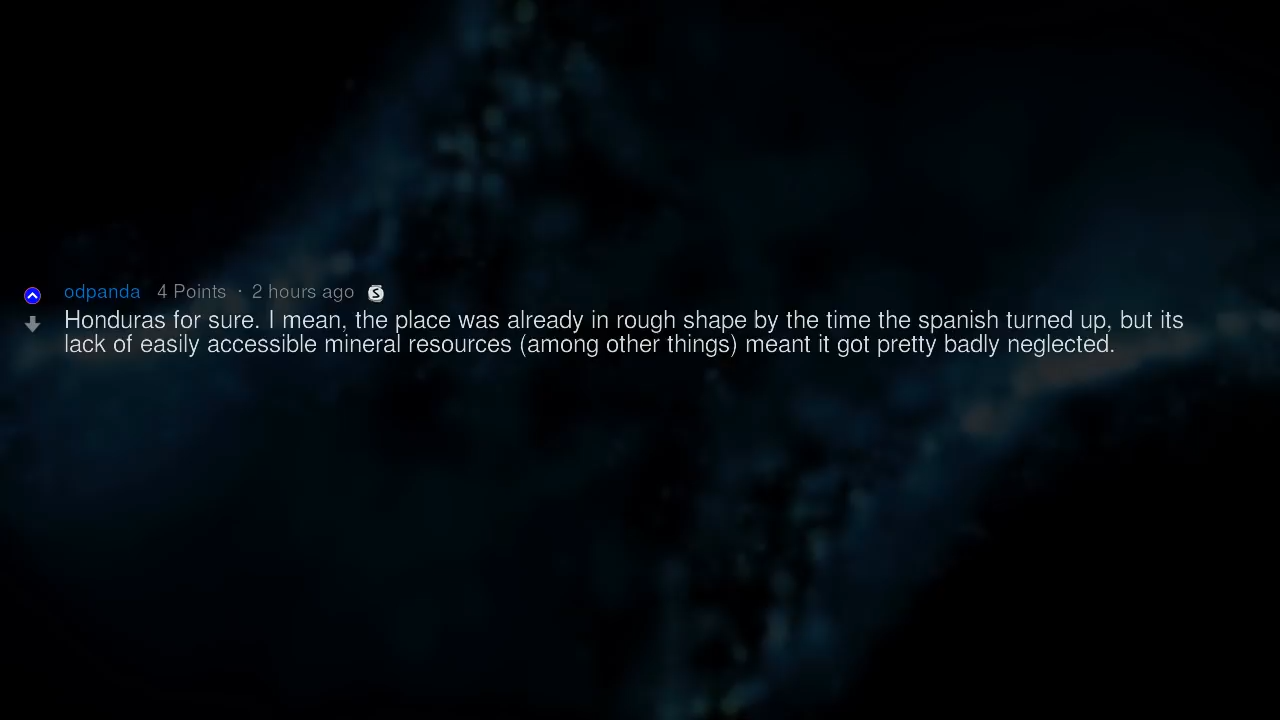 odpanda 4 Points · 2 hours ago S
Honduras for sure. I mean, the place was already in rough shape by the time the spanish turned up, but its
lack of easily accessible mineral resources (among other things) meant it got pretty badly neglected.